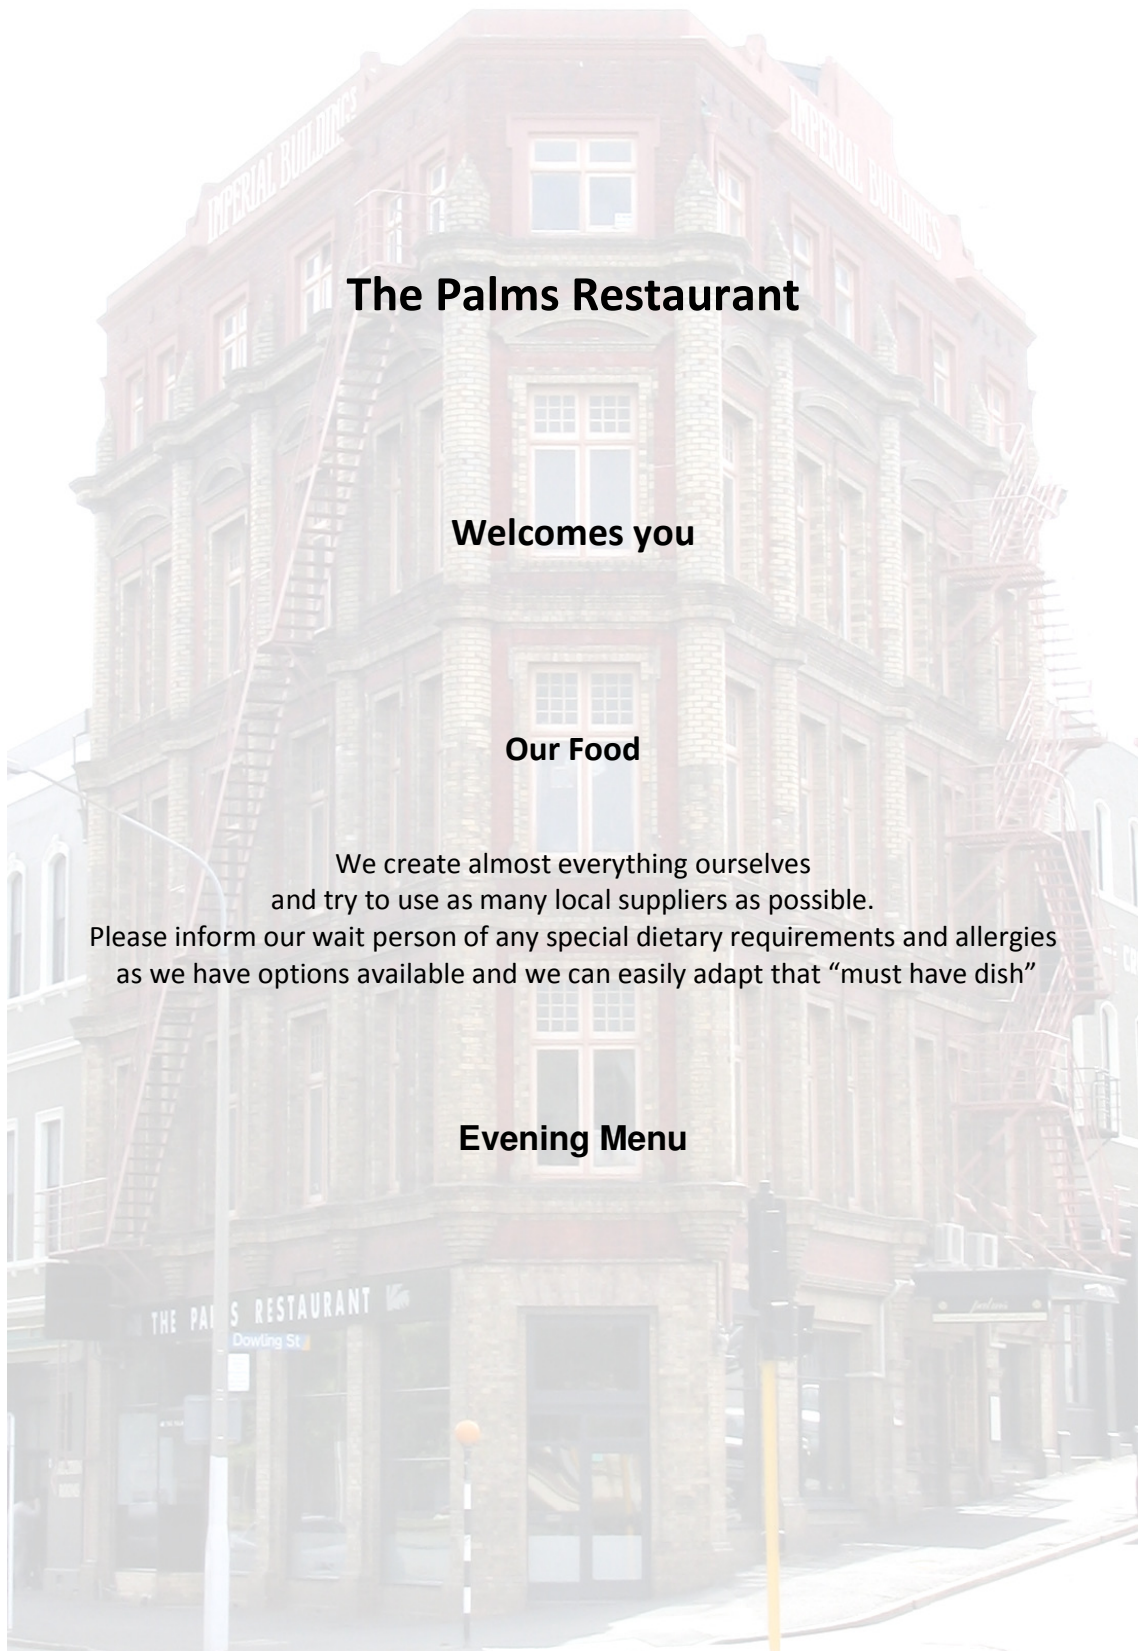 IMPERIAL BUILDINGS
IMPERIAL BUILDINGS
The Palms Restaurant
Welcomes you
Our Food
We create almost everything ourselves
and try to use as many local suppliers as possible.
Please inform our wait person of any special dietary requirements and allergies
as we have options available and we can easily adapt that “must have dish”
Evening Menu
THE PA S RESTAURANT
Dowling St
palms